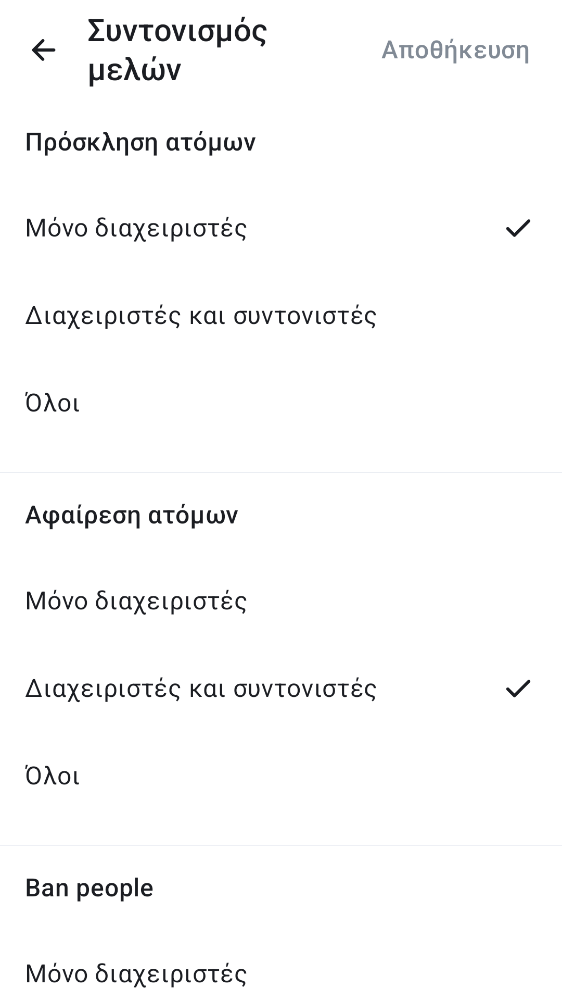 Συντονισμός
μελών
Αποθήκευση
Πρόσκληση ατόμων
Μόνο διαχειριστές
Διαχειριστές και συντονιστές
Όλοι
Αφαίρεση ατόμων
Μόνο διαχειριστές
Διαχειριστές και συντονιστές
Όλοι
Ban people
Μόνο διαχειριστές